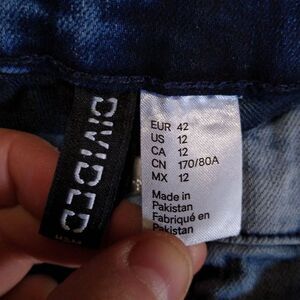 DIVIDED
H&M
EUR 42
US 12
CA 12
CN 170/80A
MX 12
Made in
Pakistan
Fabriqué en
Pakistan